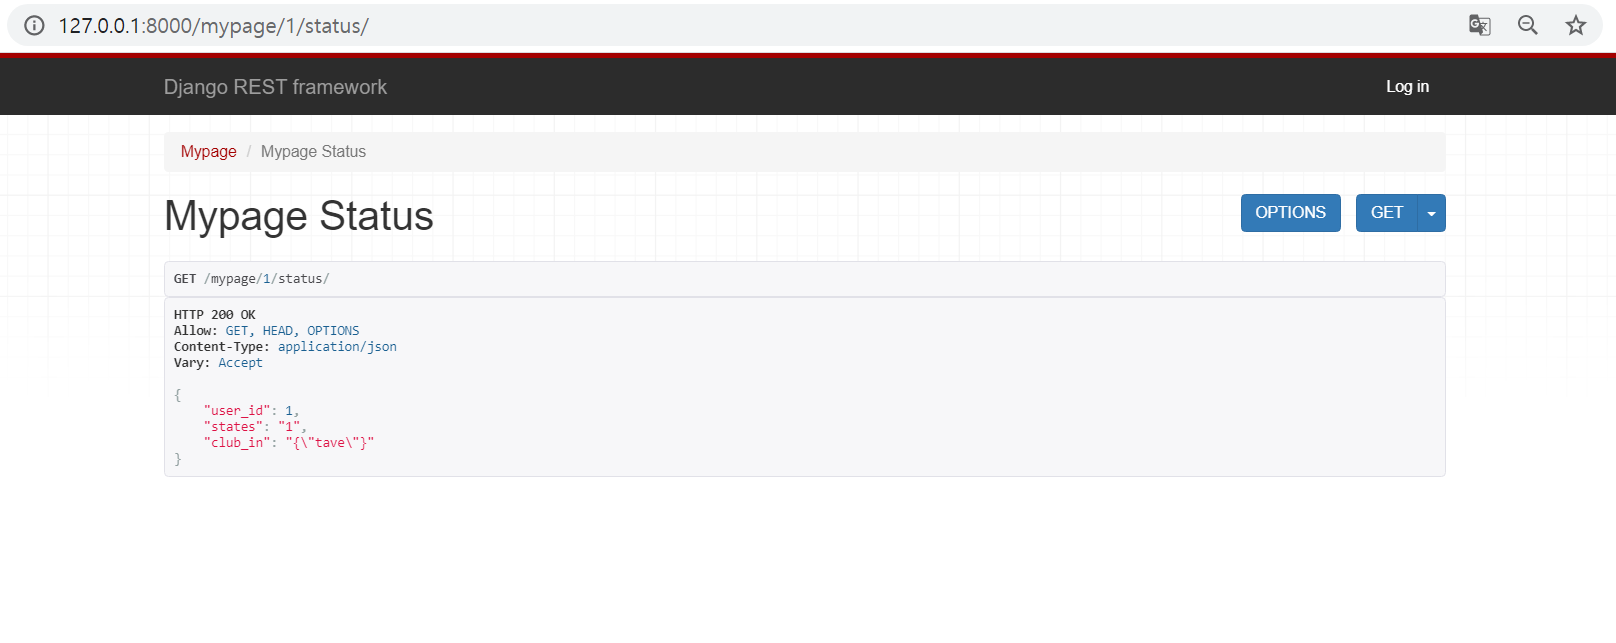 127.0.0.1:8000/mypage/1/status/
Django REST framework
Log in
Mypage / Mypage Status
Mypage Status
OPTIONS
GET
GET /mypage/1/status/
HTTP 200 OK
Allow: GET, HEAD, OPTIONS
Content-Type: application/json
Vary: Accept
{
    "user_id": 1,
    "states": "1",
    "club_in": "{\"tave\"}"
}